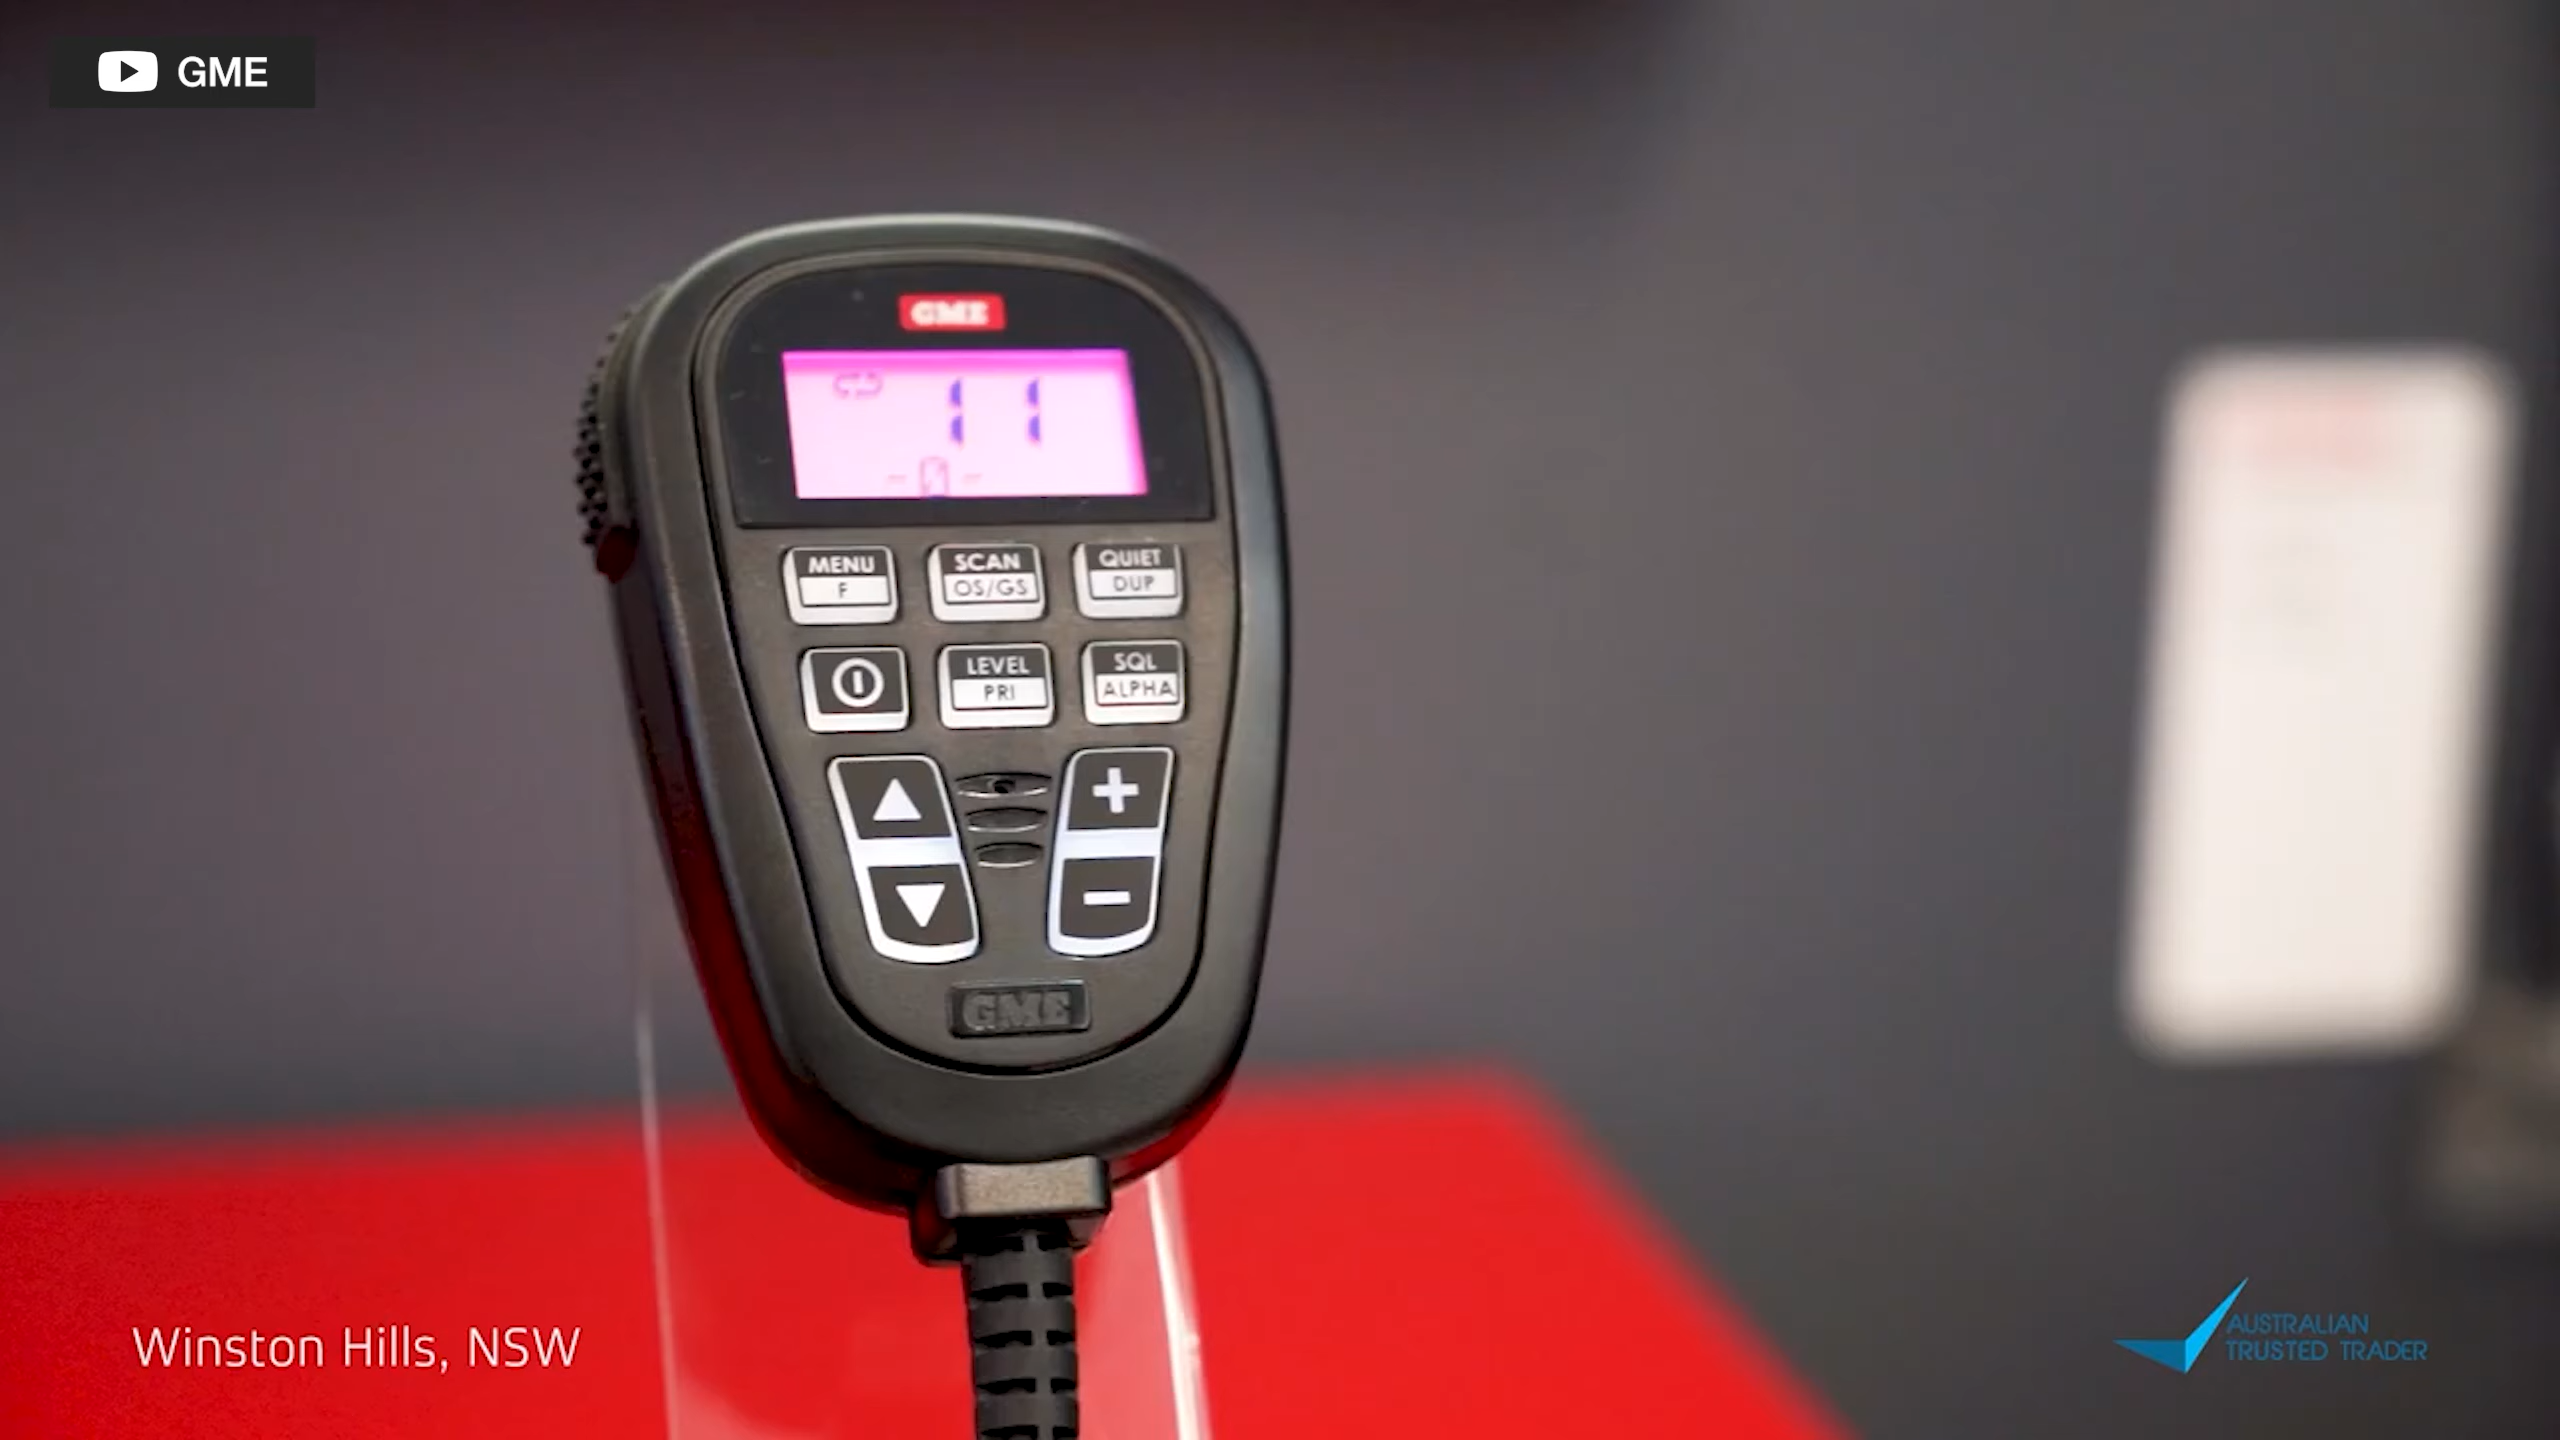 GME
GME
11
MENU
F
SCAN
OS/GS
QUIET
DUP
LEVEL
PRI
SQL
ALPHA
+
-
GME
Winston Hills, NSW
AUSTRALIAN
TRUSTED TRADER